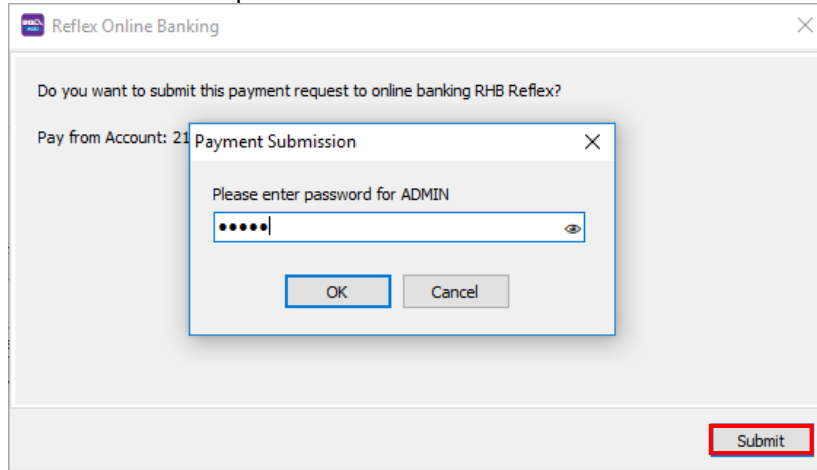 Reflex Online Banking
Do you want to submit this payment request to online banking RHB Reflex?
Pay from Account: 21
Payment Submission
Please enter password for ADMIN
•••••
OK Cancel
Submit